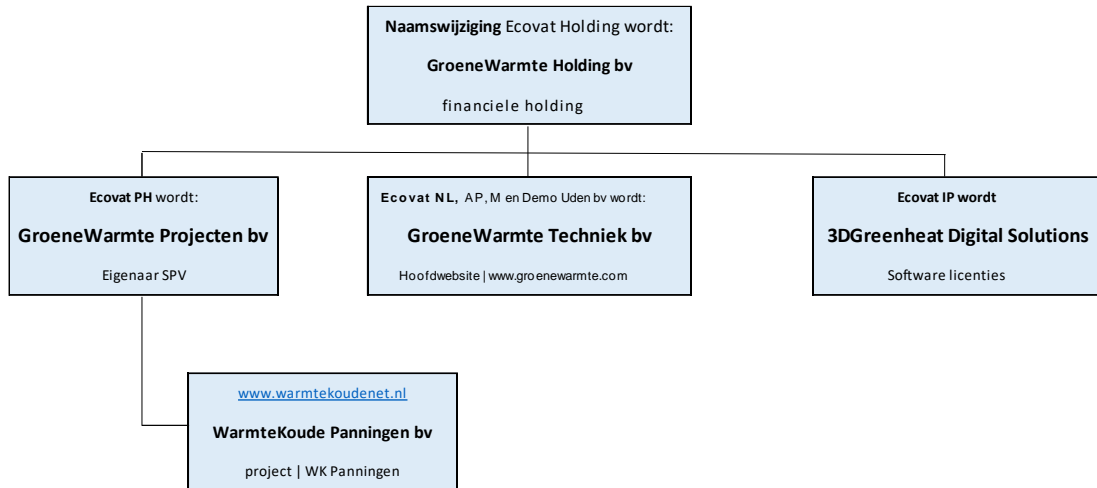 Naamswijziging Ecovat Holding wordt:
GroeneWarmte Holding bv
financiele holding
Ecovat PH wordt:
GroeneWarmte Projecten bv
Eigenaar SPV
Ecovat NL, AP, M en Demo Uden bv wordt:
GroeneWarmte Techniek bv
Hoofdwebsite | www.groenewarmte.com
Ecovat IP wordt
3DGreenheat Digital Solutions
Software licenties
www.warmtekoudenet.nl
WarmteKoude Panningen bv
project | WK Panningen